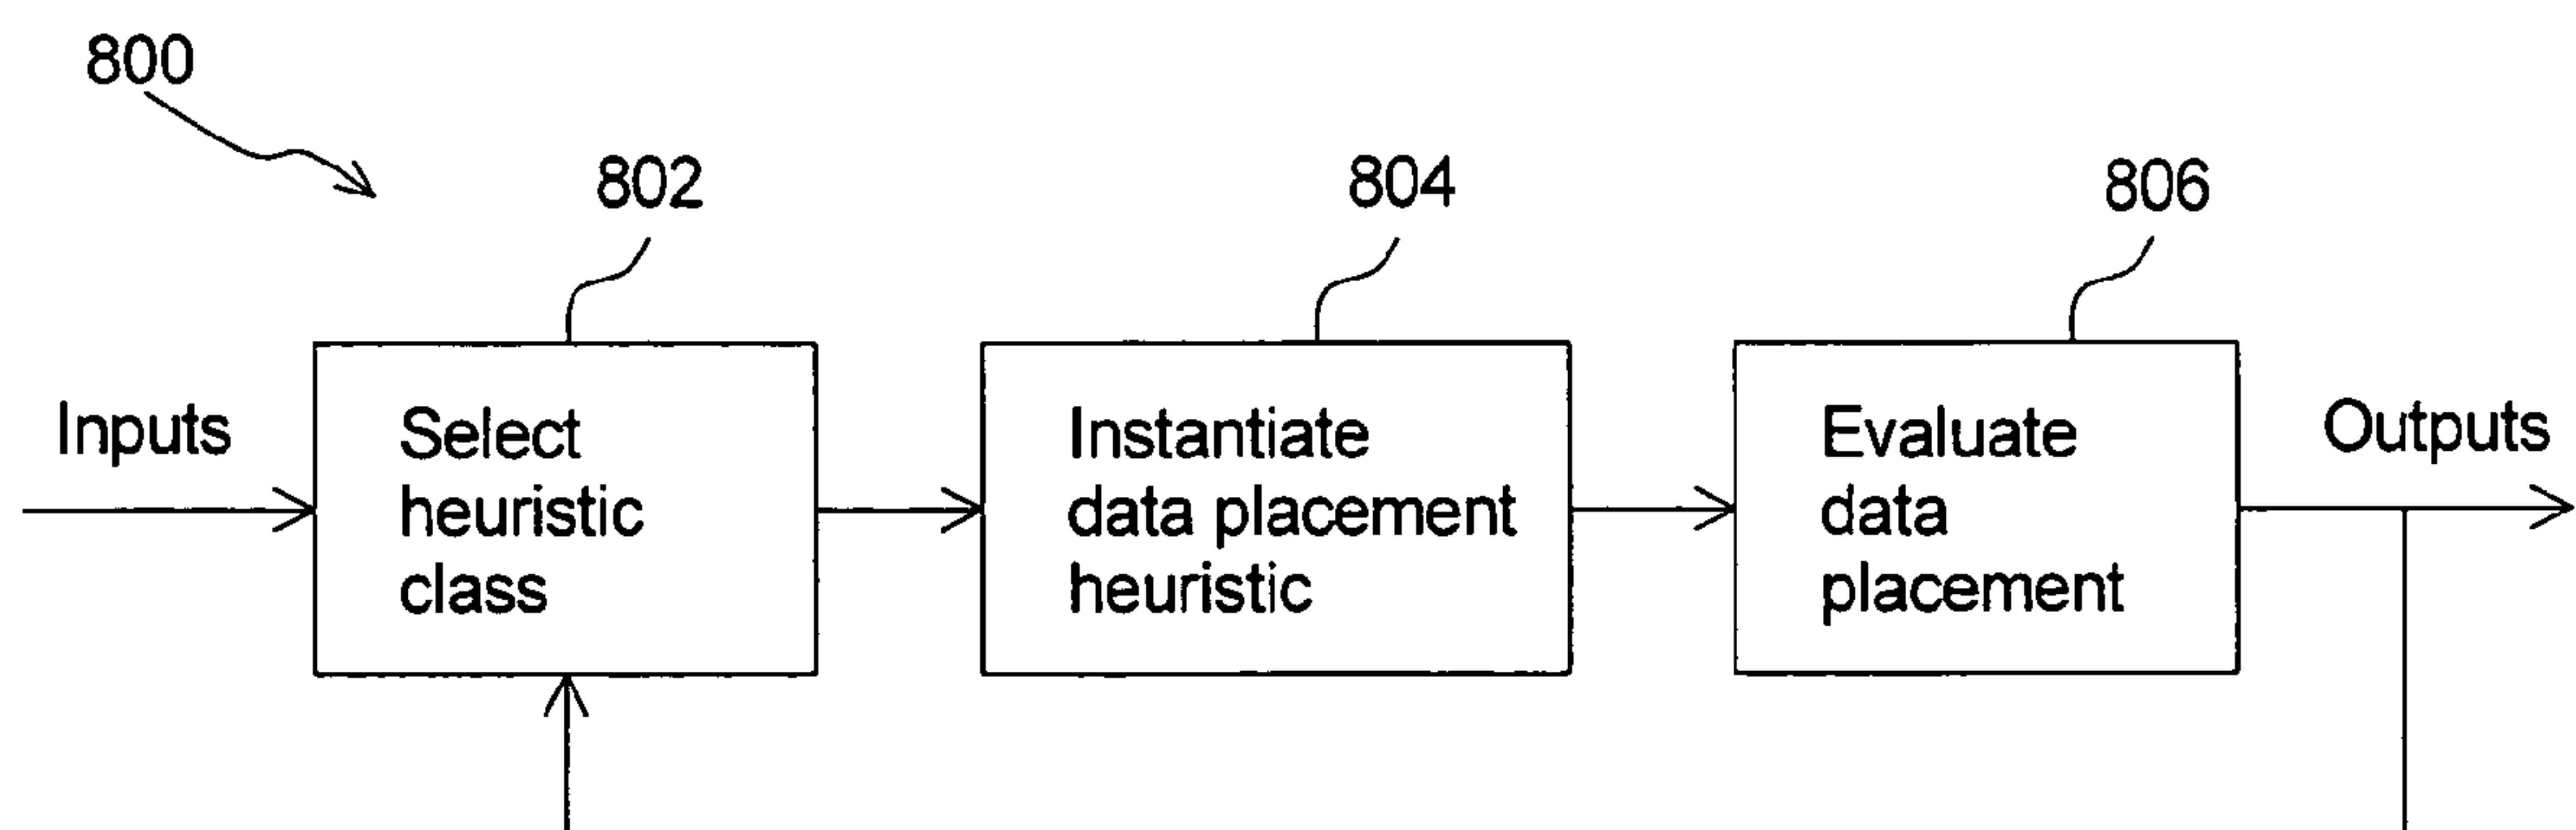 800
802
804
806
Inputs
Select
heuristic
class
Instantiate
data placement
heuristic
Evaluate
data
placement
Outputs